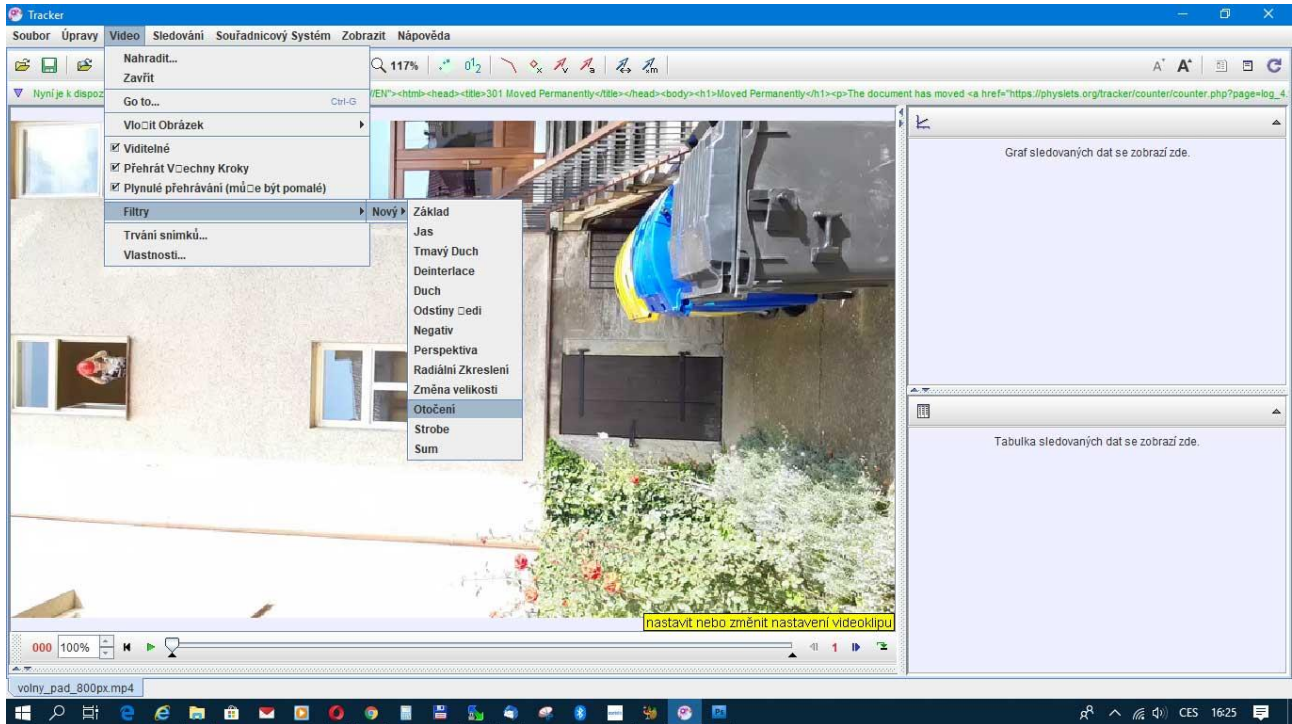 Tracker
Soubor Úpravy Video Sledování Souřadnicový Systém Zobrazit Nápověda
117%
Nyní je k dispoz
/EN"><html><head><title>301 Moved Permanently</title></head><body><h1>Moved Permanently</h1><p>The document has moved <a href="https://physlets.org/tracker/counter/counter.php?page=log_4.
Nahradit...
Zavřít
Go to... Ctrl-G
Vlo□it Obrázek
Viditelné
Přehrát V□echny Kroky
Plynulé přehrávání (mů□e být pomalé)
Filtry
Trvání snímků...
Vlastnosti...
Nový
Základ
Jas
Tmavý Duch
Deinterlace
Duch
Odstíny □edi
Negativ
Perspektiva
Radiální Zkreslení
Změna velikosti
Otočení
Strobe
Sum
Graf sledovaných dat se zobrazí zde.
Tabulka sledovaných dat se zobrazí zde.
nastavit nebo změnit nastavení videoklipu
000 100% 1
volny_pad_800px.mp4
CES 16:25